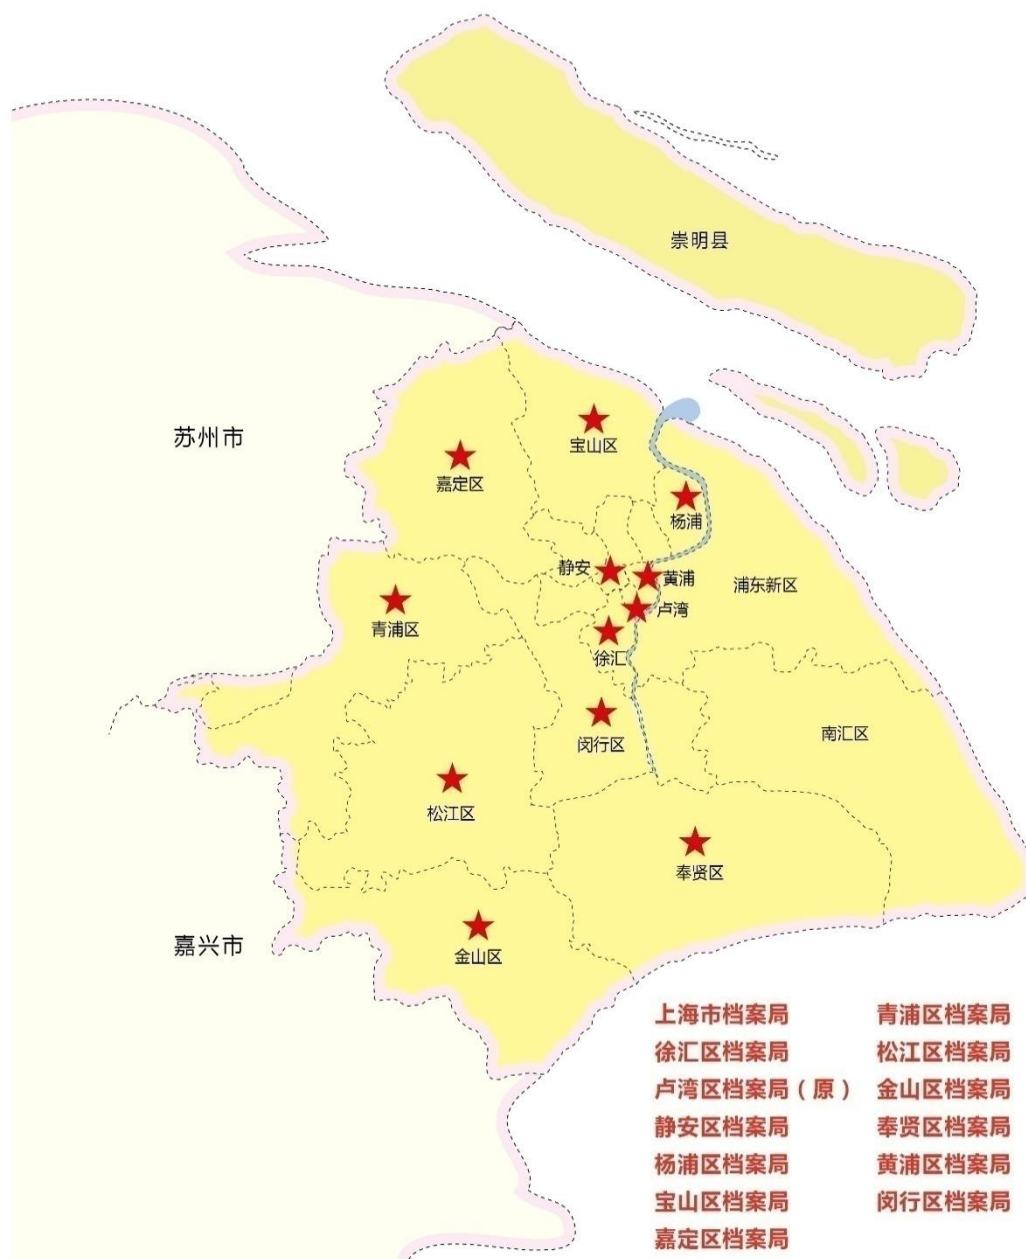 崇明县
苏州市
宝山区
嘉定区
杨浦
静安
黄浦
浦东新区
卢湾
青浦区
徐汇
南汇区
闵行区
松江区
奉贤区
嘉兴市
金山区
上海市档案局
徐汇区档案局
卢湾区档案局（原）
静安区档案局
杨浦区档案局
宝山区档案局
嘉定区档案局
青浦区档案局
松江区档案局
金山区档案局
奉贤区档案局
黄浦区档案局
闵行区档案局